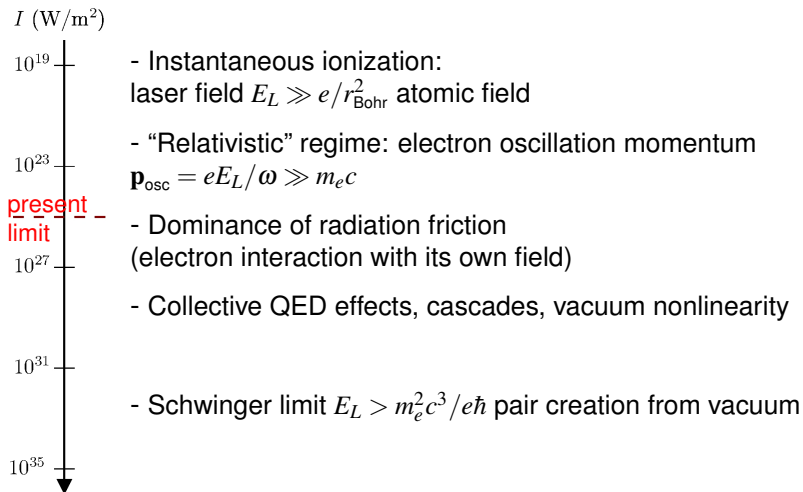 I (W/m²)
10¹⁹
- Instantaneous ionization:
laser field E_L ≫ e/r²_Bohr atomic field
- “Relativistic” regime: electron oscillation momentum
10²³
p_osc = eE_L/ω ≫ m_e c
present
limit
- Dominance of radiation friction
(electron interaction with its own field)
10²⁷
- Collective QED effects, cascades, vacuum nonlinearity
10³¹
- Schwinger limit E_L > m_e²c³/eħ pair creation from vacuum
10³⁵